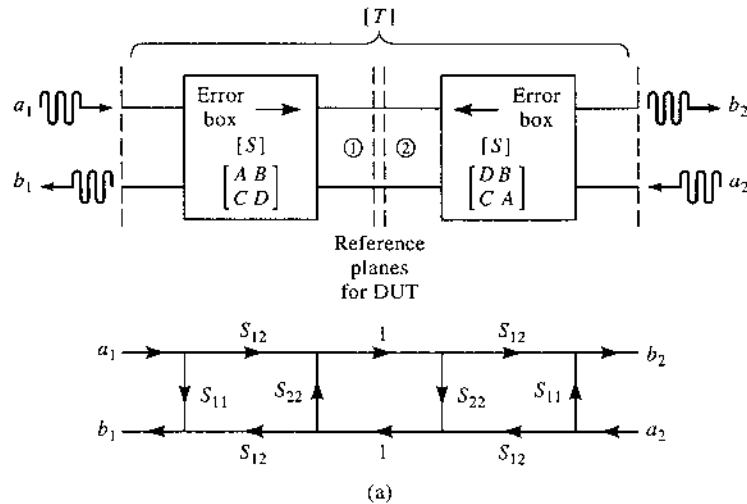 [T]
a₁ Error box → ← Error box b₂
[S] ① ② [S]
b₁ [A B C D] [D B C A] a₂
Reference
planes
for DUT
a₁ S₁₂ 1 S₁₂ b₂
S₁₁ S₂₂ S₂₂ S₁₁
b₁ S₁₂ 1 S₁₂ a₂
(a)